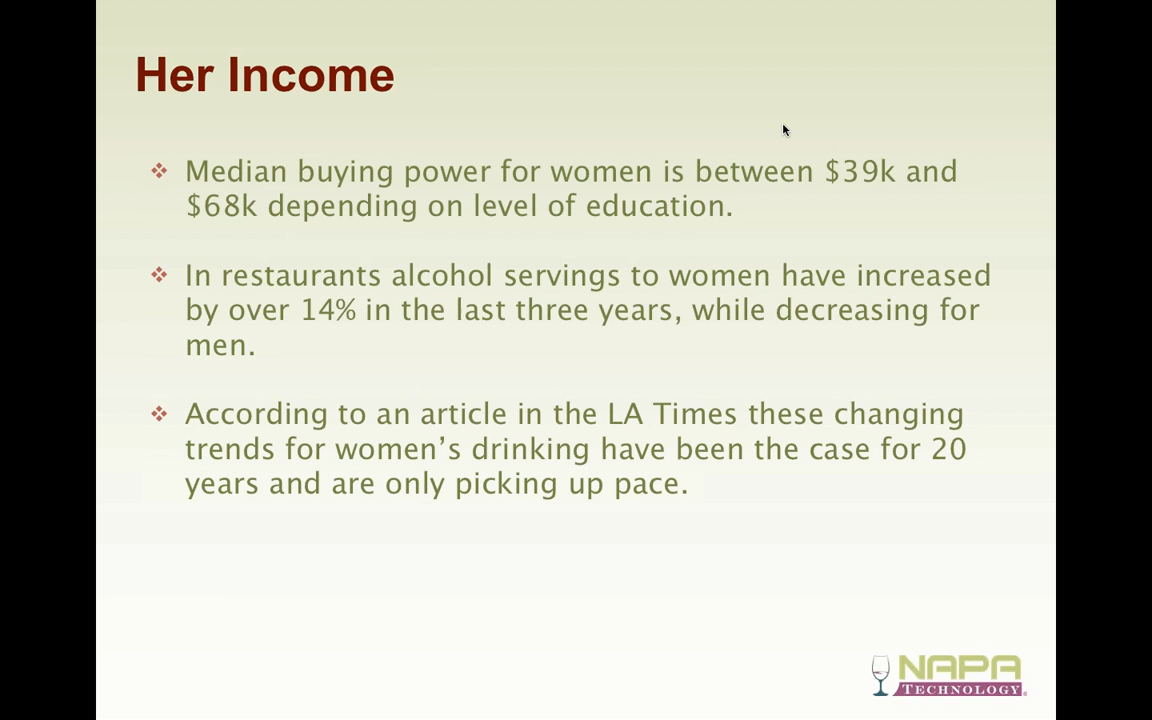 Her Income
Median buying power for women is between $39k and
$68k depending on level of education.
In restaurants alcohol servings to women have increased
by over 14% in the last three years, while decreasing for
men.
According to an article in the LA Times these changing
trends for women’s drinking have been the case for 20
years and are only picking up pace.
NAPA
TECHNOLOGY®